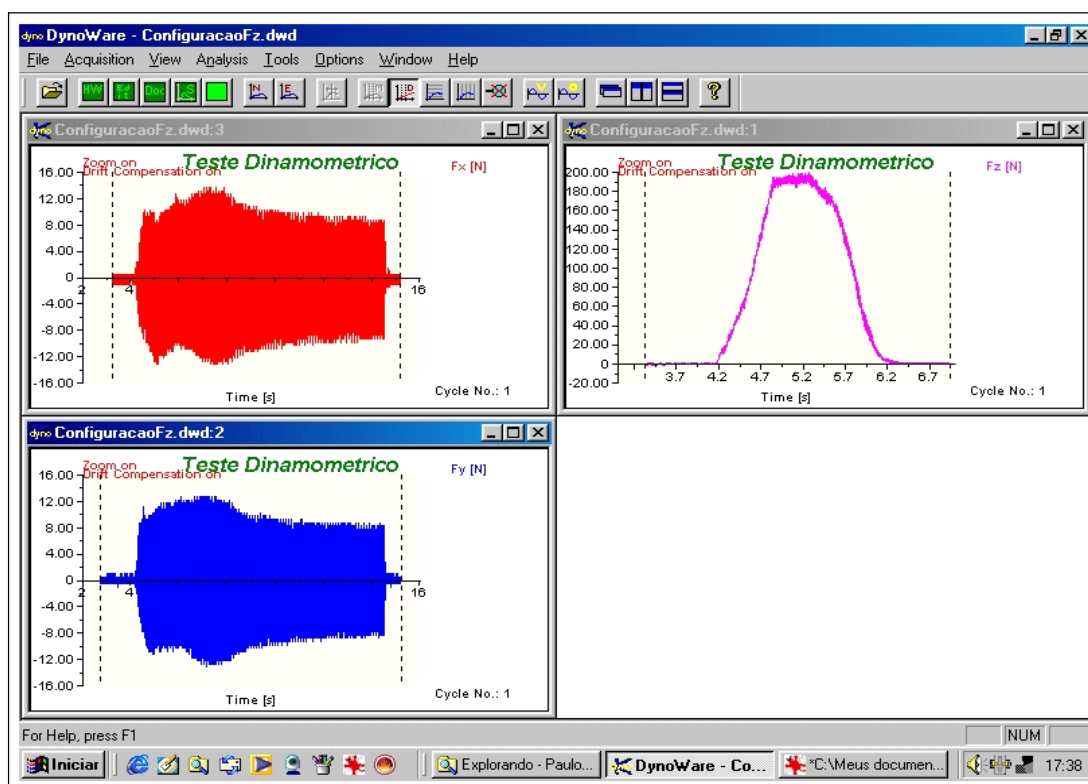 dyno DynoWare - ConfiguracaoFz.dwd
File Acquisition View Analysis Tools Options Window Help
HW Edit Doc S N E D ?
dyno ConfiguracaoFz.dwd:3
Zoom on
Drift Compensation on
Teste Dinamometrico
Fx [N]
16.00
12.00
8.00
4.00
0
-4.00
-8.00
-12.00
-16.00
2 4 16
Time [s]
Cycle No.: 1
dyno ConfiguracaoFz.dwd:1
Zoom on
Drift Compensation on
Teste Dinamometrico
Fz [N]
200.00
180.00
160.00
140.00
120.00
100.00
80.00
60.00
40.00
20.00
0
-20.00
3.7 4.2 4.7 5.2 5.7 6.2 6.7
Time [s]
Cycle No.: 1
dyno ConfiguracaoFz.dwd:2
Zoom on
Drift Compensation on
Teste Dinamometrico
Fy [N]
16.00
12.00
8.00
4.00
0
-4.00
-8.00
-12.00
-16.00
2 4 16
Time [s]
Cycle No.: 1
For Help, press F1
NUM
Iniciar
Explorando - Paulo...
DynoWare - Co...
*C:\Meus documen...
17:38